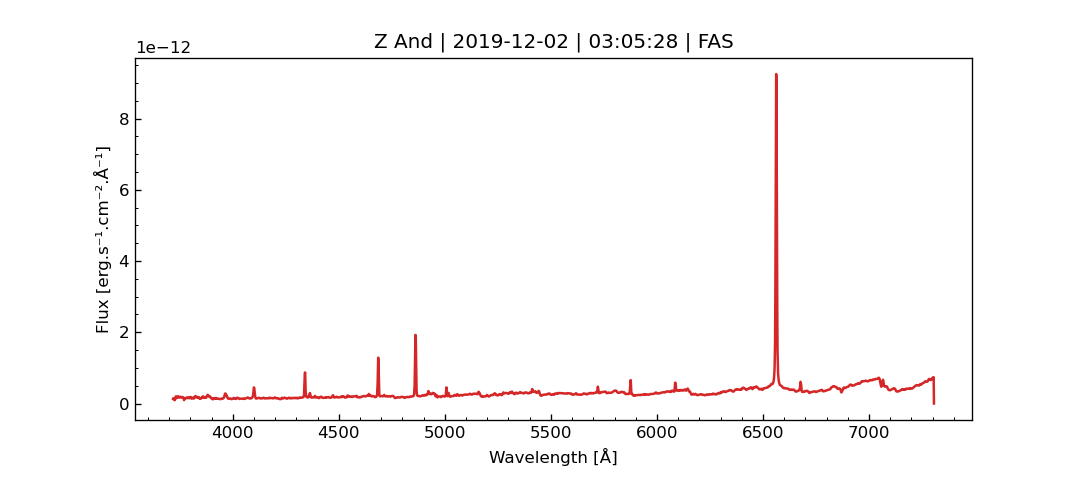 Z And | 2019-12-02 | 03:05:28 | FAS
1e−12
8
6
4
2
0
Flux [erg.s⁻¹.cm⁻².Å⁻¹]
4000 4500 5000 5500 6000 6500 7000
Wavelength [Å]